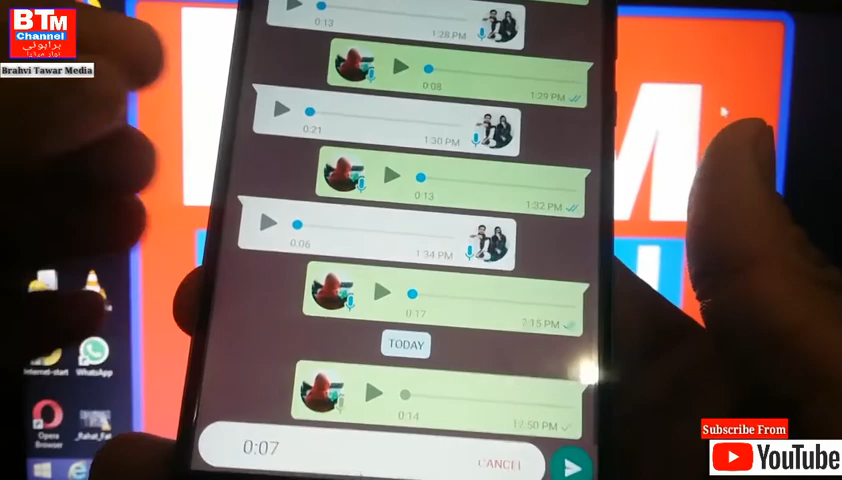 BTM
Channel
Brahvi Tawar Media
0:13
1:28 PM
0:08
1:29 PM
0:21
1:30 PM
0:13
1:32 PM
0:06
1:34 PM
0:17
2:15 PM
TODAY
0:14
12:50 PM
0:07
CANCEL
M
Internet-start
WhatsApp
Opera
Browser
_Rahat_Fat
Subscribe From
YouTube